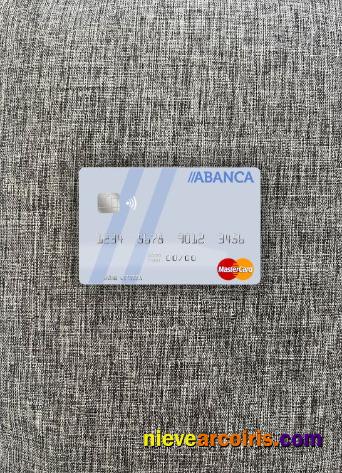 //ABANCA
1234 5678 9012 3456
00/00
MasterCard
nievearcoiris.com